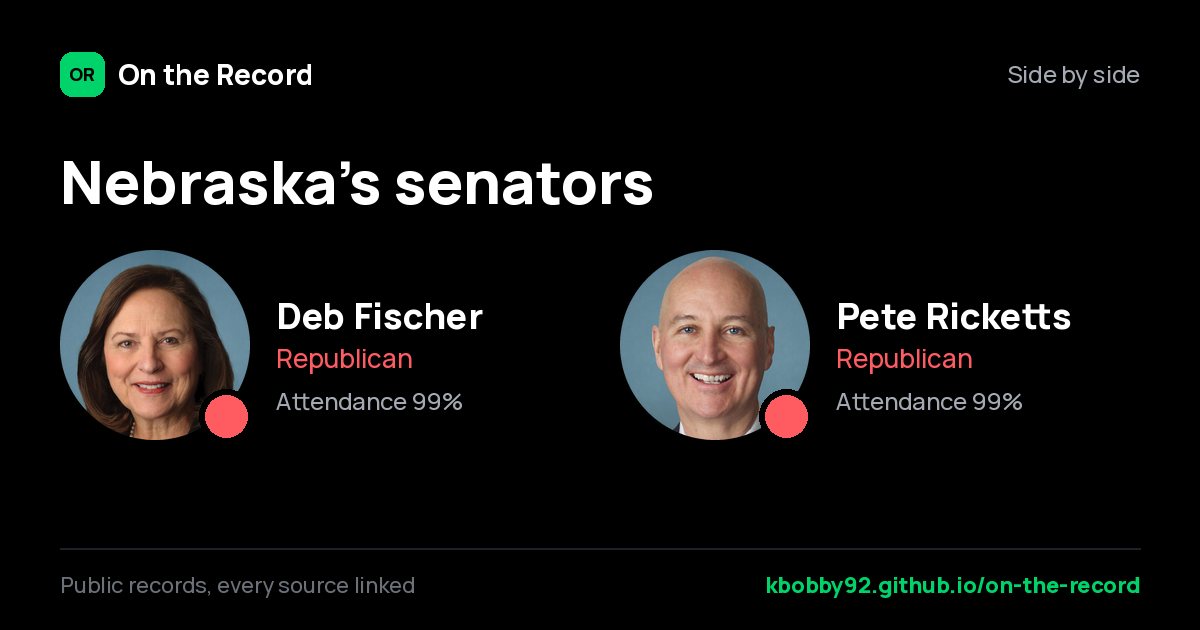 OR On the Record
Side by side
Nebraska’s senators
Deb Fischer
Republican
Attendance 99%
Pete Ricketts
Republican
Attendance 99%
Public records, every source linked
kbobby92.github.io/on-the-record